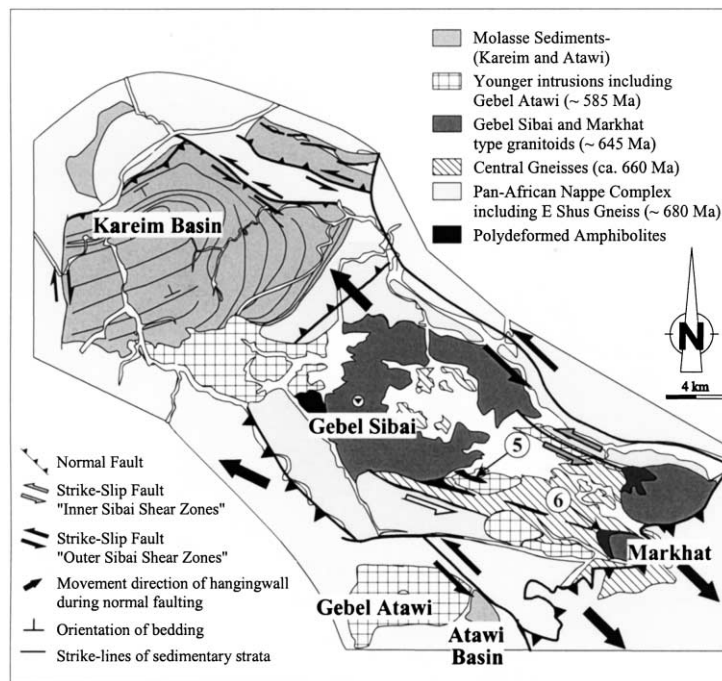 Molasse Sediments-
(Kareim and Atawi)
Younger intrusions including
Gebel Atawi (~ 585 Ma)
Gebel Sibai and Markhat
type granitoids (~ 645 Ma)
Central Gneisses (ca. 660 Ma)
Pan-African Nappe Complex
including E Shus Gneiss (~ 680 Ma)
Polydeformed Amphibolites
Kareim Basin
N
4 km
Gebel Sibai
5
6
Markhat
Gebel Atawi
Atawi
Basin
Normal Fault
Strike-Slip Fault
"Inner Sibai Shear Zones"
Strike-Slip Fault
"Outer Sibai Shear Zones"
Movement direction of hangingwall
during normal faulting
Orientation of bedding
Strike-lines of sedimentary strata